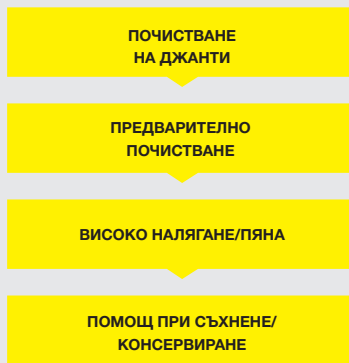 ПОЧИСТВАНЕ
НА ДЖАНТИ
ПРЕДВАРИТЕЛНО
ПОЧИСТВАНЕ
ВИСОКО НАЛЯГАНЕ/ПЯНА
ПОМОЩ ПРИ СЪХНЕНЕ/
КОНСЕРВИРАНЕ